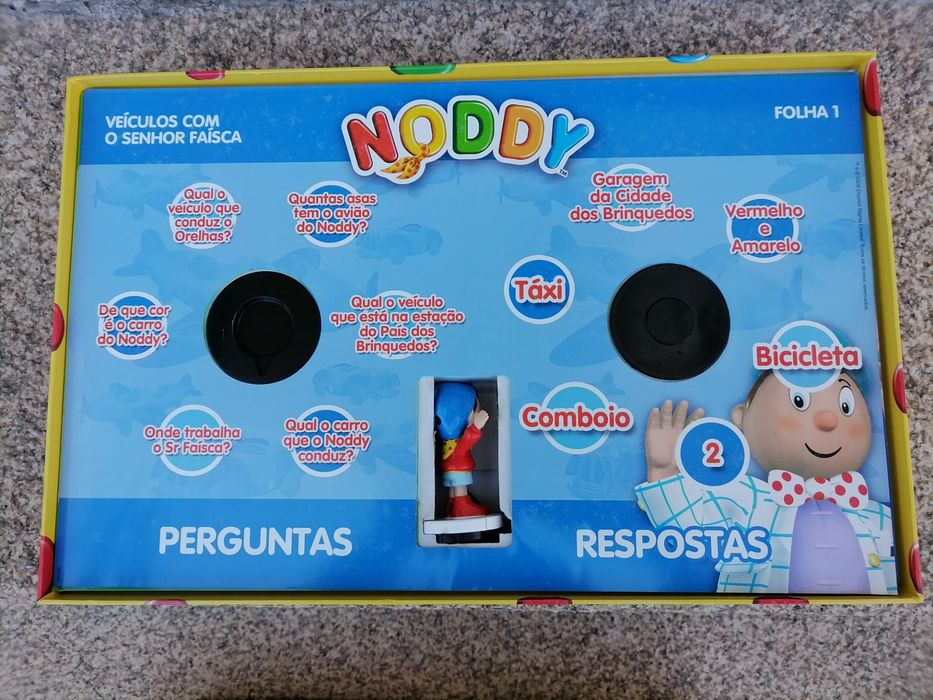 VEÍCULOS COM
O SENHOR FAÍSCA
NODDY
TM
FOLHA 1
Qual o
veículo que
conduz o
Orelhas?
Quantas asas
tem o avião
do Noddy?
De que cor
é o carro
do Noddy?
Qual o veículo
que está na estação
do País dos
Brinquedos?
Onde trabalha
o Sr Faísca?
Qual o carro
que o Noddy
conduz?
PERGUNTAS
Garagem
da Cidade
dos Brinquedos
Vermelho
e
Amarelo
Táxi
Bicicleta
Comboio
2
RESPOSTAS